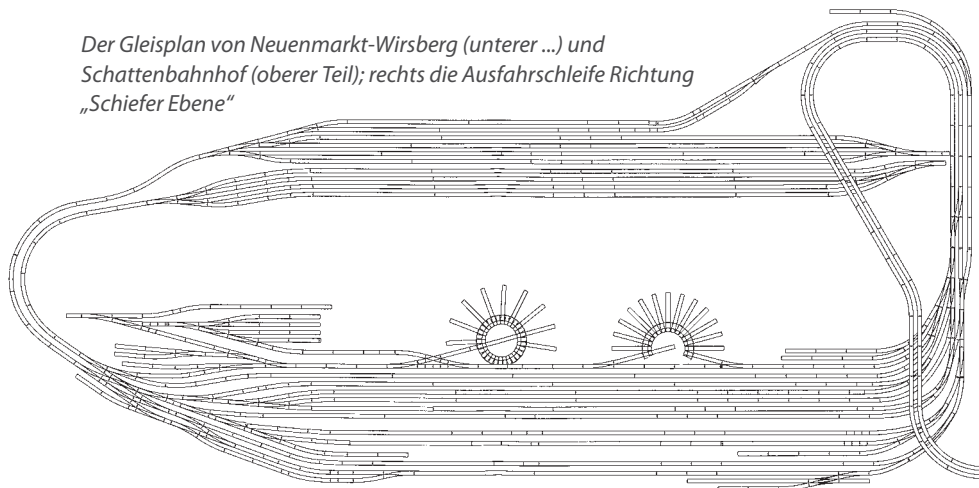 Der Gleisplan von Neuenmarkt-Wirsberg (unterer ...) und
Schattenbahnhof (oberer Teil); rechts die Ausfahrschleife Richtung
„Schiefer Ebene“